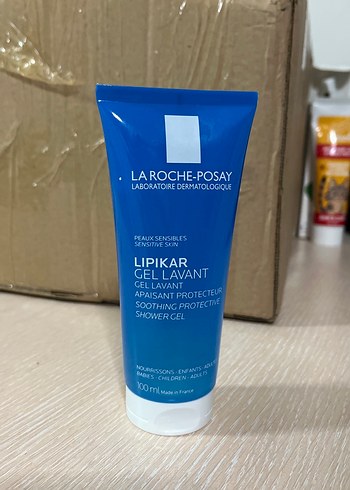 LA ROCHE-POSAY
LABORATOIRE DERMATOLOGIQUE
PEAUX SENSIBLES
SENSITIVE SKIN
LIPIKAR
GEL LAVANT
GEL LAVANT
APAISANT PROTECTEUR
SOOTHING PROTECTIVE
SHOWER GEL
NOURRISSONS - ENFANTS - ADULTES
BABIES - CHILDREN - ADULTS
100 ml Made in France